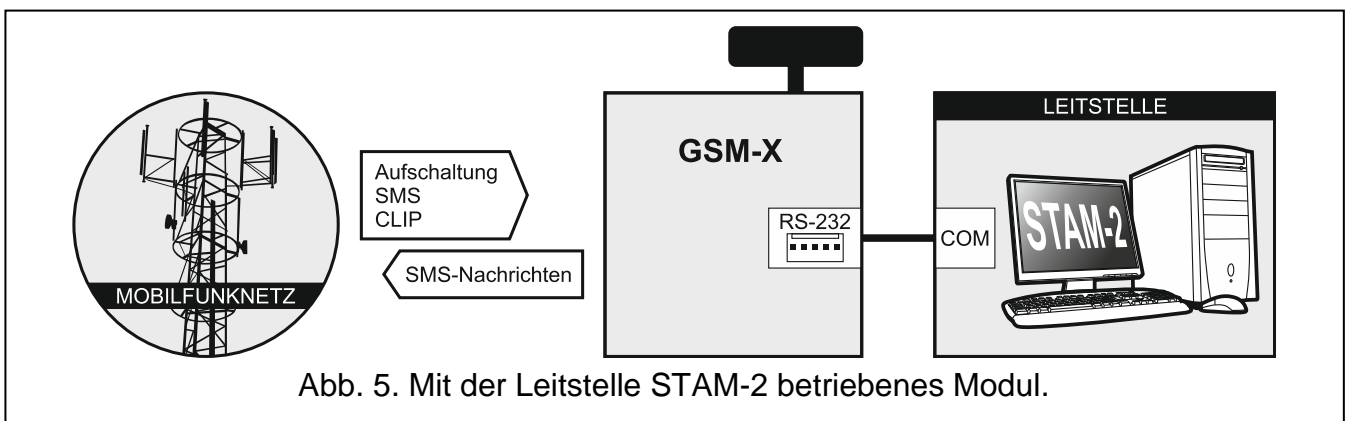 LEITSTELLE
GSM-X
Aufschaltung
SMS
CLIP
RS-232
COM
STAM-2
SMS-Nachrichten
MOBILFUNKNETZ
Abb. 5. Mit der Leitstelle STAM-2 betriebenes Modul.